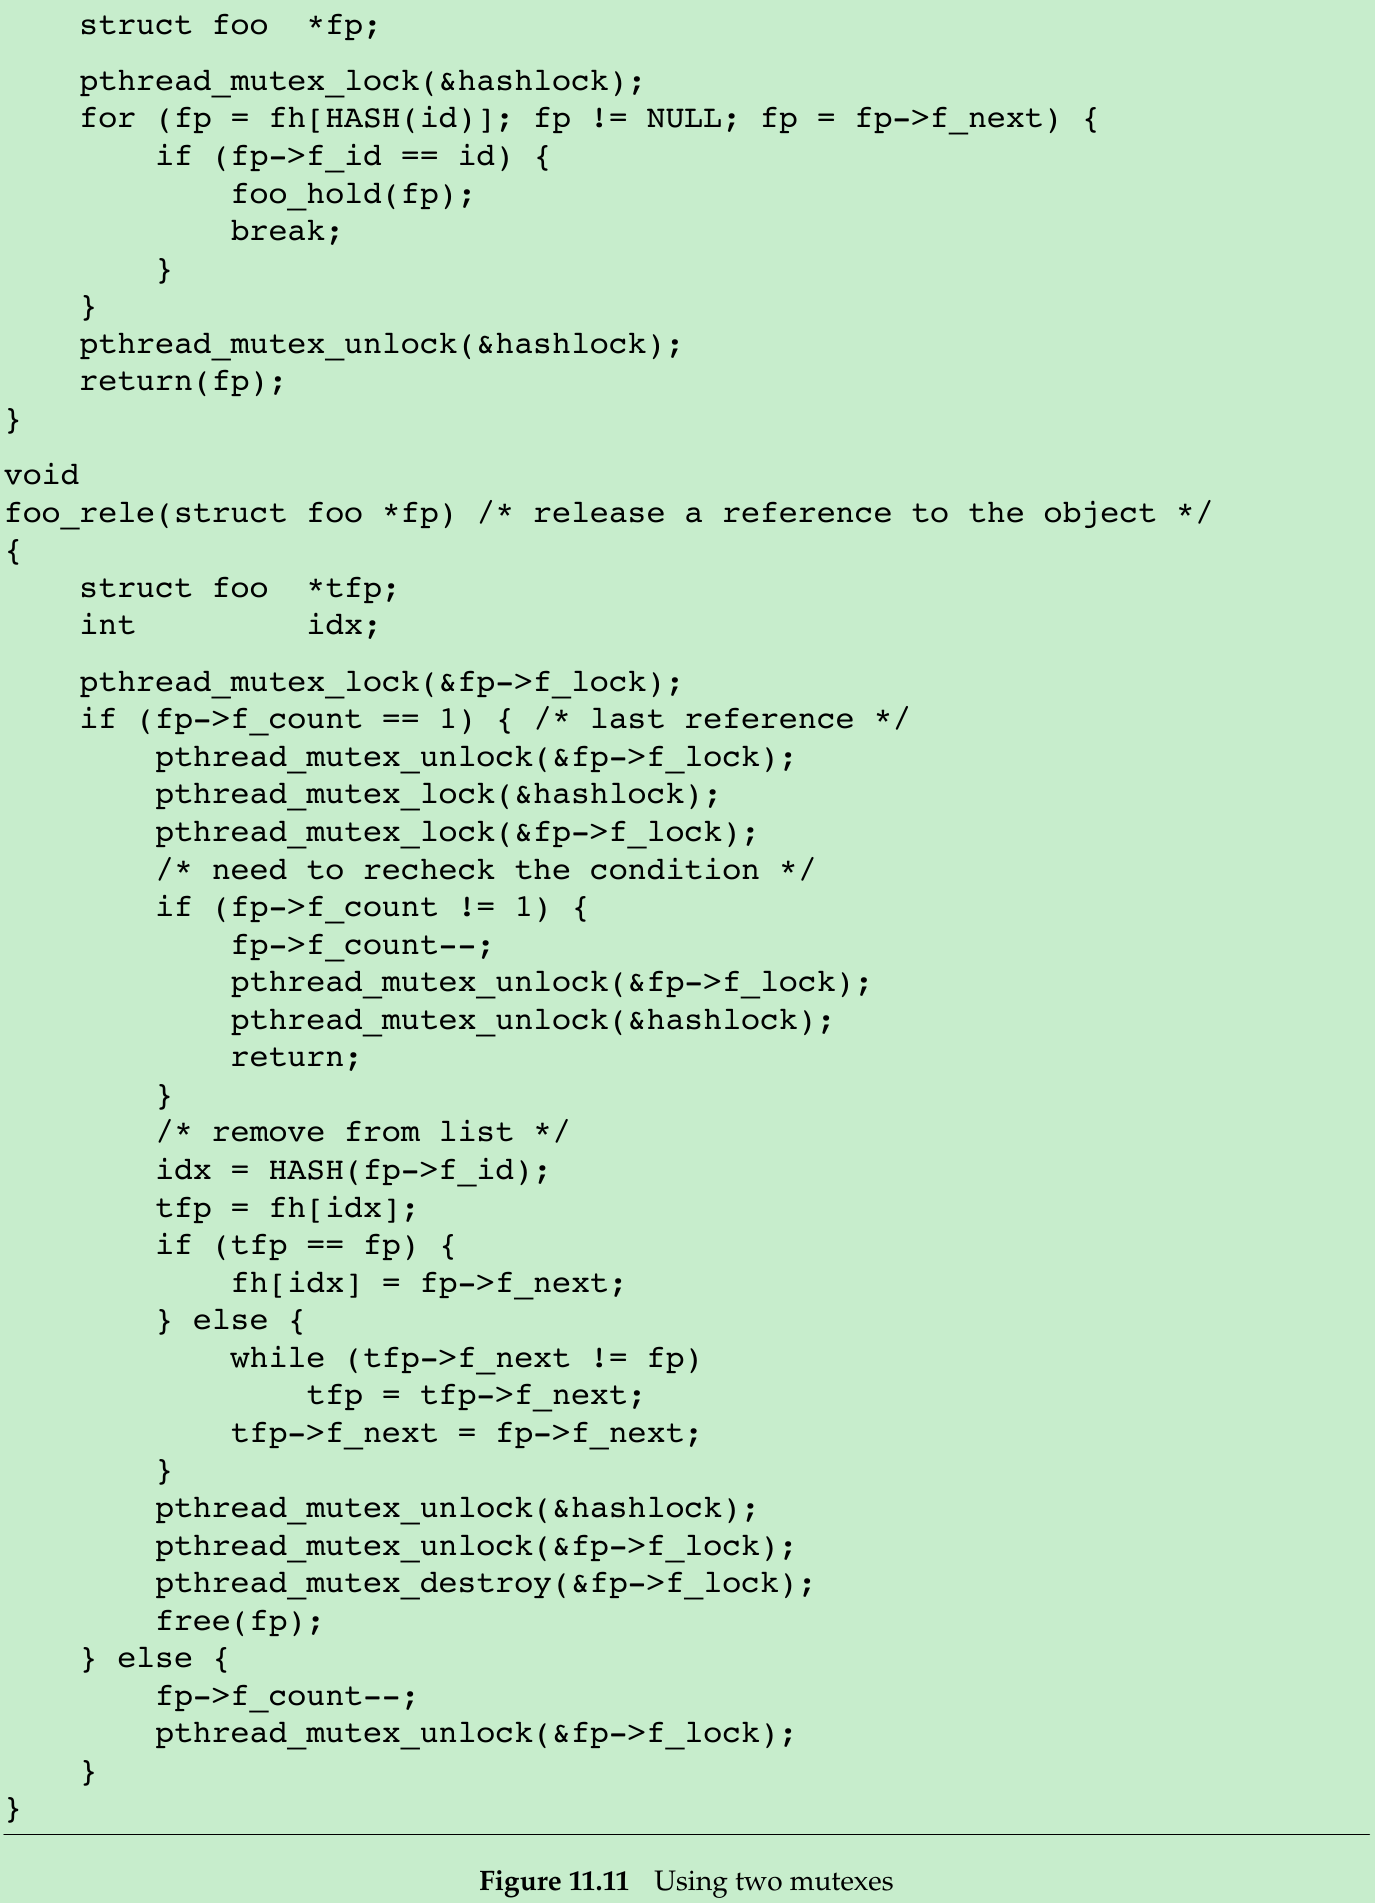 struct foo  *fp;

    pthread_mutex_lock(&hashlock);
    for (fp = fh[HASH(id)]; fp != NULL; fp = fp->f_next) {
        if (fp->f_id == id) {
            foo_hold(fp);
            break;
        }
    }
    pthread_mutex_unlock(&hashlock);
    return(fp);
}

void
foo_rele(struct foo *fp) /* release a reference to the object */
{
    struct foo  *tfp;
    int         idx;

    pthread_mutex_lock(&fp->f_lock);
    if (fp->f_count == 1) { /* last reference */
        pthread_mutex_unlock(&fp->f_lock);
        pthread_mutex_lock(&hashlock);
        pthread_mutex_lock(&fp->f_lock);
        /* need to recheck the condition */
        if (fp->f_count != 1) {
            fp->f_count--;
            pthread_mutex_unlock(&fp->f_lock);
            pthread_mutex_unlock(&hashlock);
            return;
        }
        /* remove from list */
        idx = HASH(fp->f_id);
        tfp = fh[idx];
        if (tfp == fp) {
            fh[idx] = fp->f_next;
        } else {
            while (tfp->f_next != fp)
                tfp = tfp->f_next;
            tfp->f_next = fp->f_next;
        }
        pthread_mutex_unlock(&hashlock);
        pthread_mutex_unlock(&fp->f_lock);
        pthread_mutex_destroy(&fp->f_lock);
        free(fp);
    } else {
        fp->f_count--;
        pthread_mutex_unlock(&fp->f_lock);
    }
}
Figure 11.11 Using two mutexes